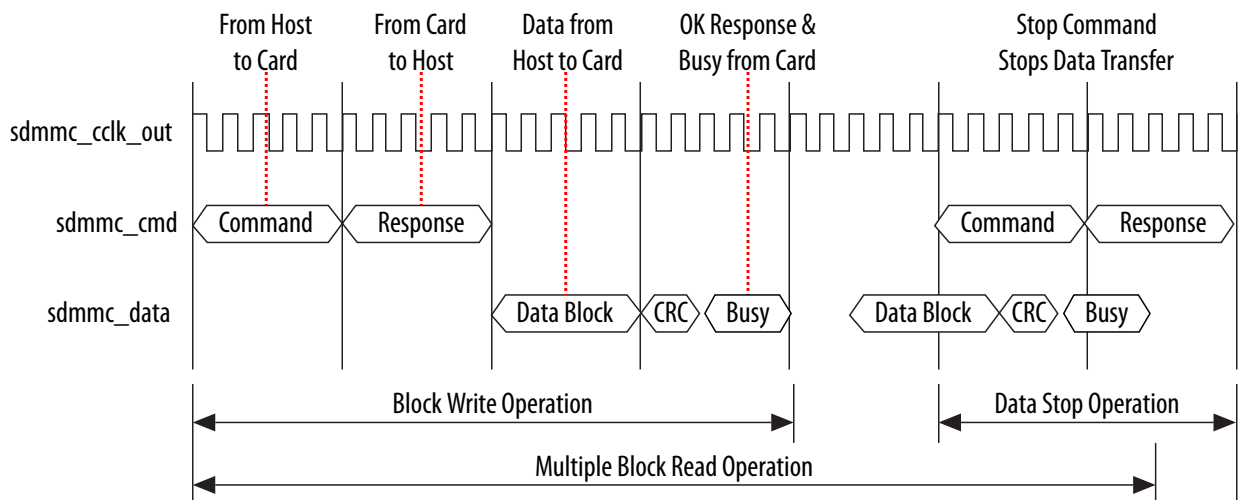 From Host
to Card
From Card
to Host
Data from
Host to Card
OK Response &
Busy from Card
Stop Command
Stops Data Transfer
sdmmc_cclk_out
sdmmc_cmd
Command
Response
Command
Response
sdmmc_data
Data Block
CRC
Busy
Data Block
CRC
Busy
Block Write Operation
Data Stop Operation
Multiple Block Read Operation